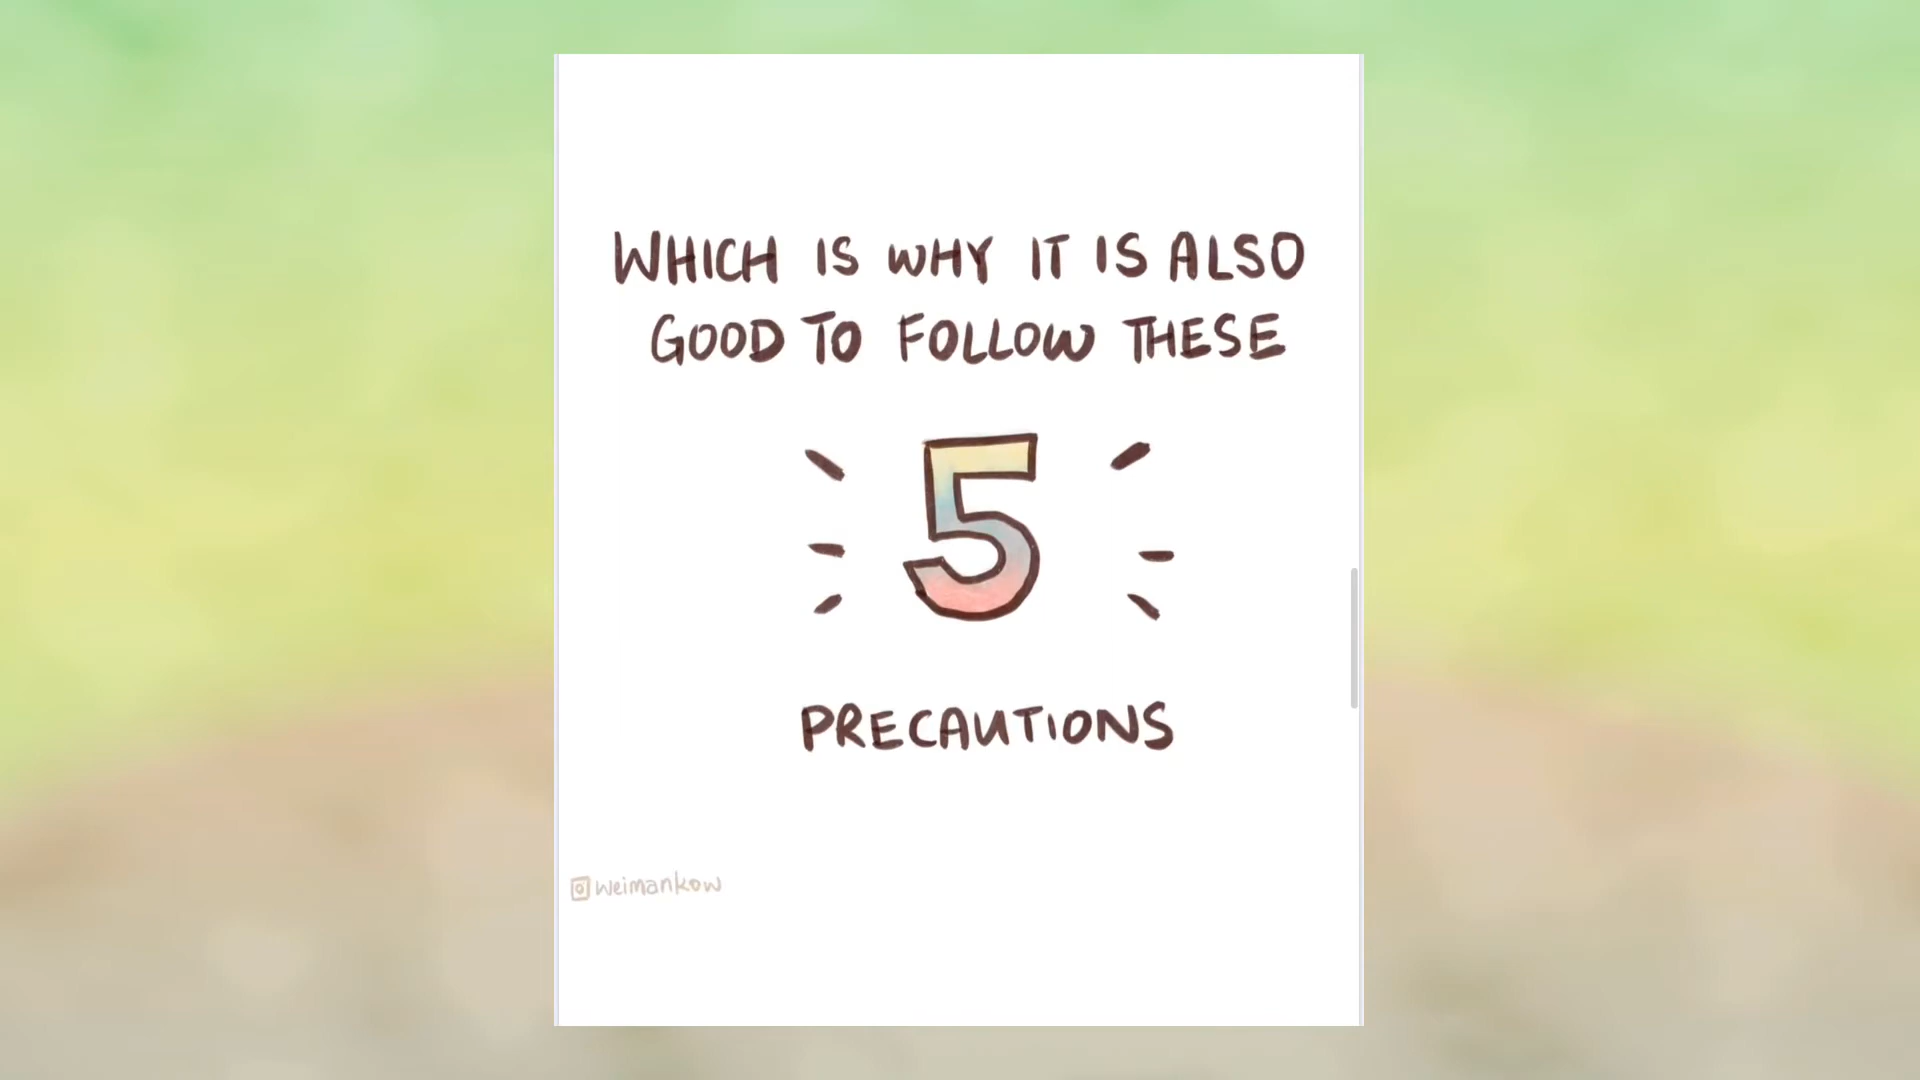 WHICH IS WHY IT IS ALSO
GOOD TO FOLLOW THESE
5
PRECAUTIONS
weimankow